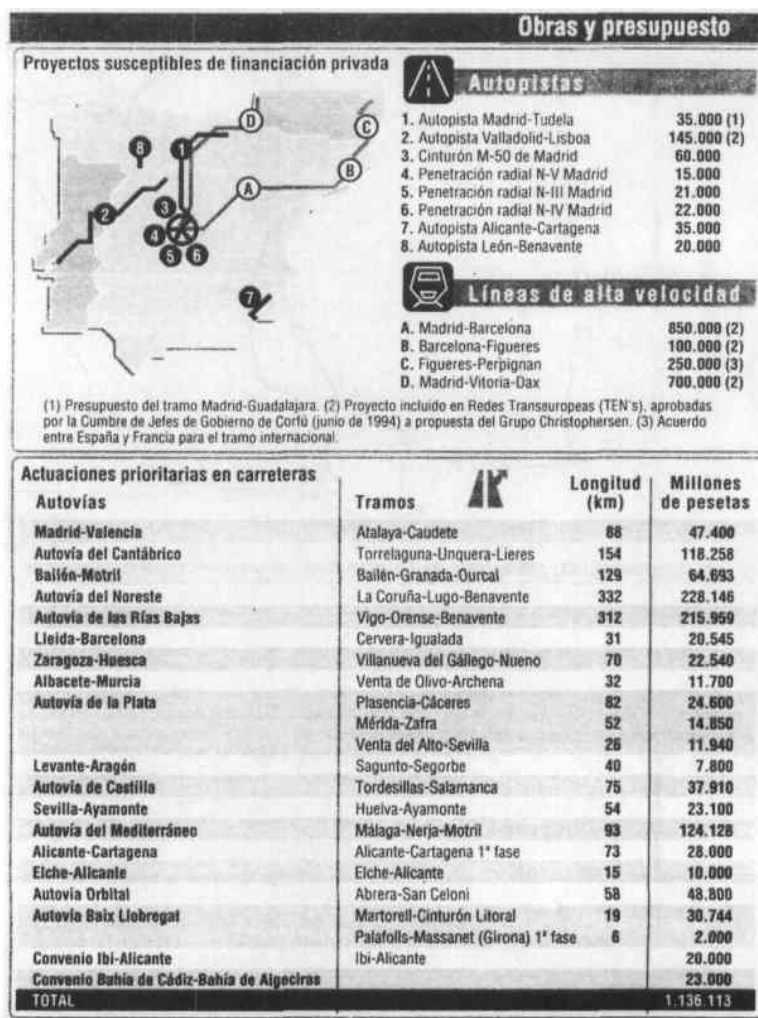 Obras y presupuesto
Proyectos susceptibles de financiación privada
Autopistas
1. Autopista Madrid-Tudela 35.000 (1)
2. Autopista Valladolid-Lisboa 145.000 (2)
3. Cinturón M-50 de Madrid 60.000
4. Penetración radial N-V Madrid 15.000
5. Penetración radial N-III Madrid 21.000
6. Penetración radial N-IV Madrid 22.000
7. Autopista Alicante-Cartagena 35.000
8. Autopista León-Benavente 20.000
Líneas de alta velocidad
A. Madrid-Barcelona 850.000 (2)
B. Barcelona-Figueres 100.000 (2)
C. Figueres-Perpignan 250.000 (3)
D. Madrid-Vitoria-Dax 700.000 (2)
D
C
8
1
B
A
2
3
4
5 6
7
(1) Presupuesto del tramo Madrid-Guadalajara. (2) Proyecto incluido en Redes Transeuropeas (TEN's), aprobadas
por la Cumbre de Jefes de Gobierno de Corfú (junio de 1994) a propuesta del Grupo Christophersen. (3) Acuerdo
entre España y Francia para el tramo internacional.
Actuaciones prioritarias en carreteras
Autovías Tramos Longitud (km) Millones de pesetas
Madrid-Valencia Atalaya-Caudete 88 47.400
Autovía del Cantábrico Torrelaguna-Unquera-Lieres 154 118.258
Bailén-Motril Bailén-Granada-Ourcal 129 64.693
Autovía del Noreste La Coruña-Lugo-Benavente 332 228.146
Autovía de las Rías Bajas Vigo-Orense-Benavente 312 215.959
Lleida-Barcelona Cervera-Igualada 31 20.545
Zaragoza-Huesca Villanueva del Gállego-Nueno 70 22.540
Albacete-Murcia Venta de Olivo-Archena 32 11.700
Autovía de la Plata Plasencia-Cáceres 82 24.600
Mérida-Zafra 52 14.850
Venta del Alto-Sevilla 26 11.940
Levante-Aragón Sagunto-Segorbe 40 7.800
Autovía de Castilla Tordesillas-Salamanca 75 37.910
Sevilla-Ayamonte Huelva-Ayamonte 54 23.100
Autovía del Mediterráneo Málaga-Nerja-Motril 93 124.128
Alicante-Cartagena Alicante-Cartagena 1ª fase 73 28.000
Elche-Alicante Elche-Alicante 15 10.000
Autovía Orbital Abrera-San Celoni 58 48.800
Autovía Baix Llobregat Martorell-Cinturón Litoral 19 30.744
Palafolls-Massanet (Girona) 1ª fase 6 2.000
Convenio Ibi-Alicante Ibi-Alicante 20.000
Convenio Bahía de Cádiz-Bahía de Algeciras 23.000
TOTAL 1.136.113